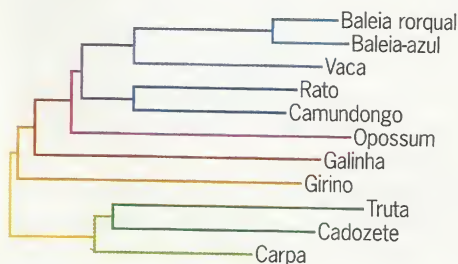 Baleia rorqual
Baleia-azul
Vaca
Rato
Camundongo
Opossum
Galinha
Girino
Truta
Cadozete
Carpa